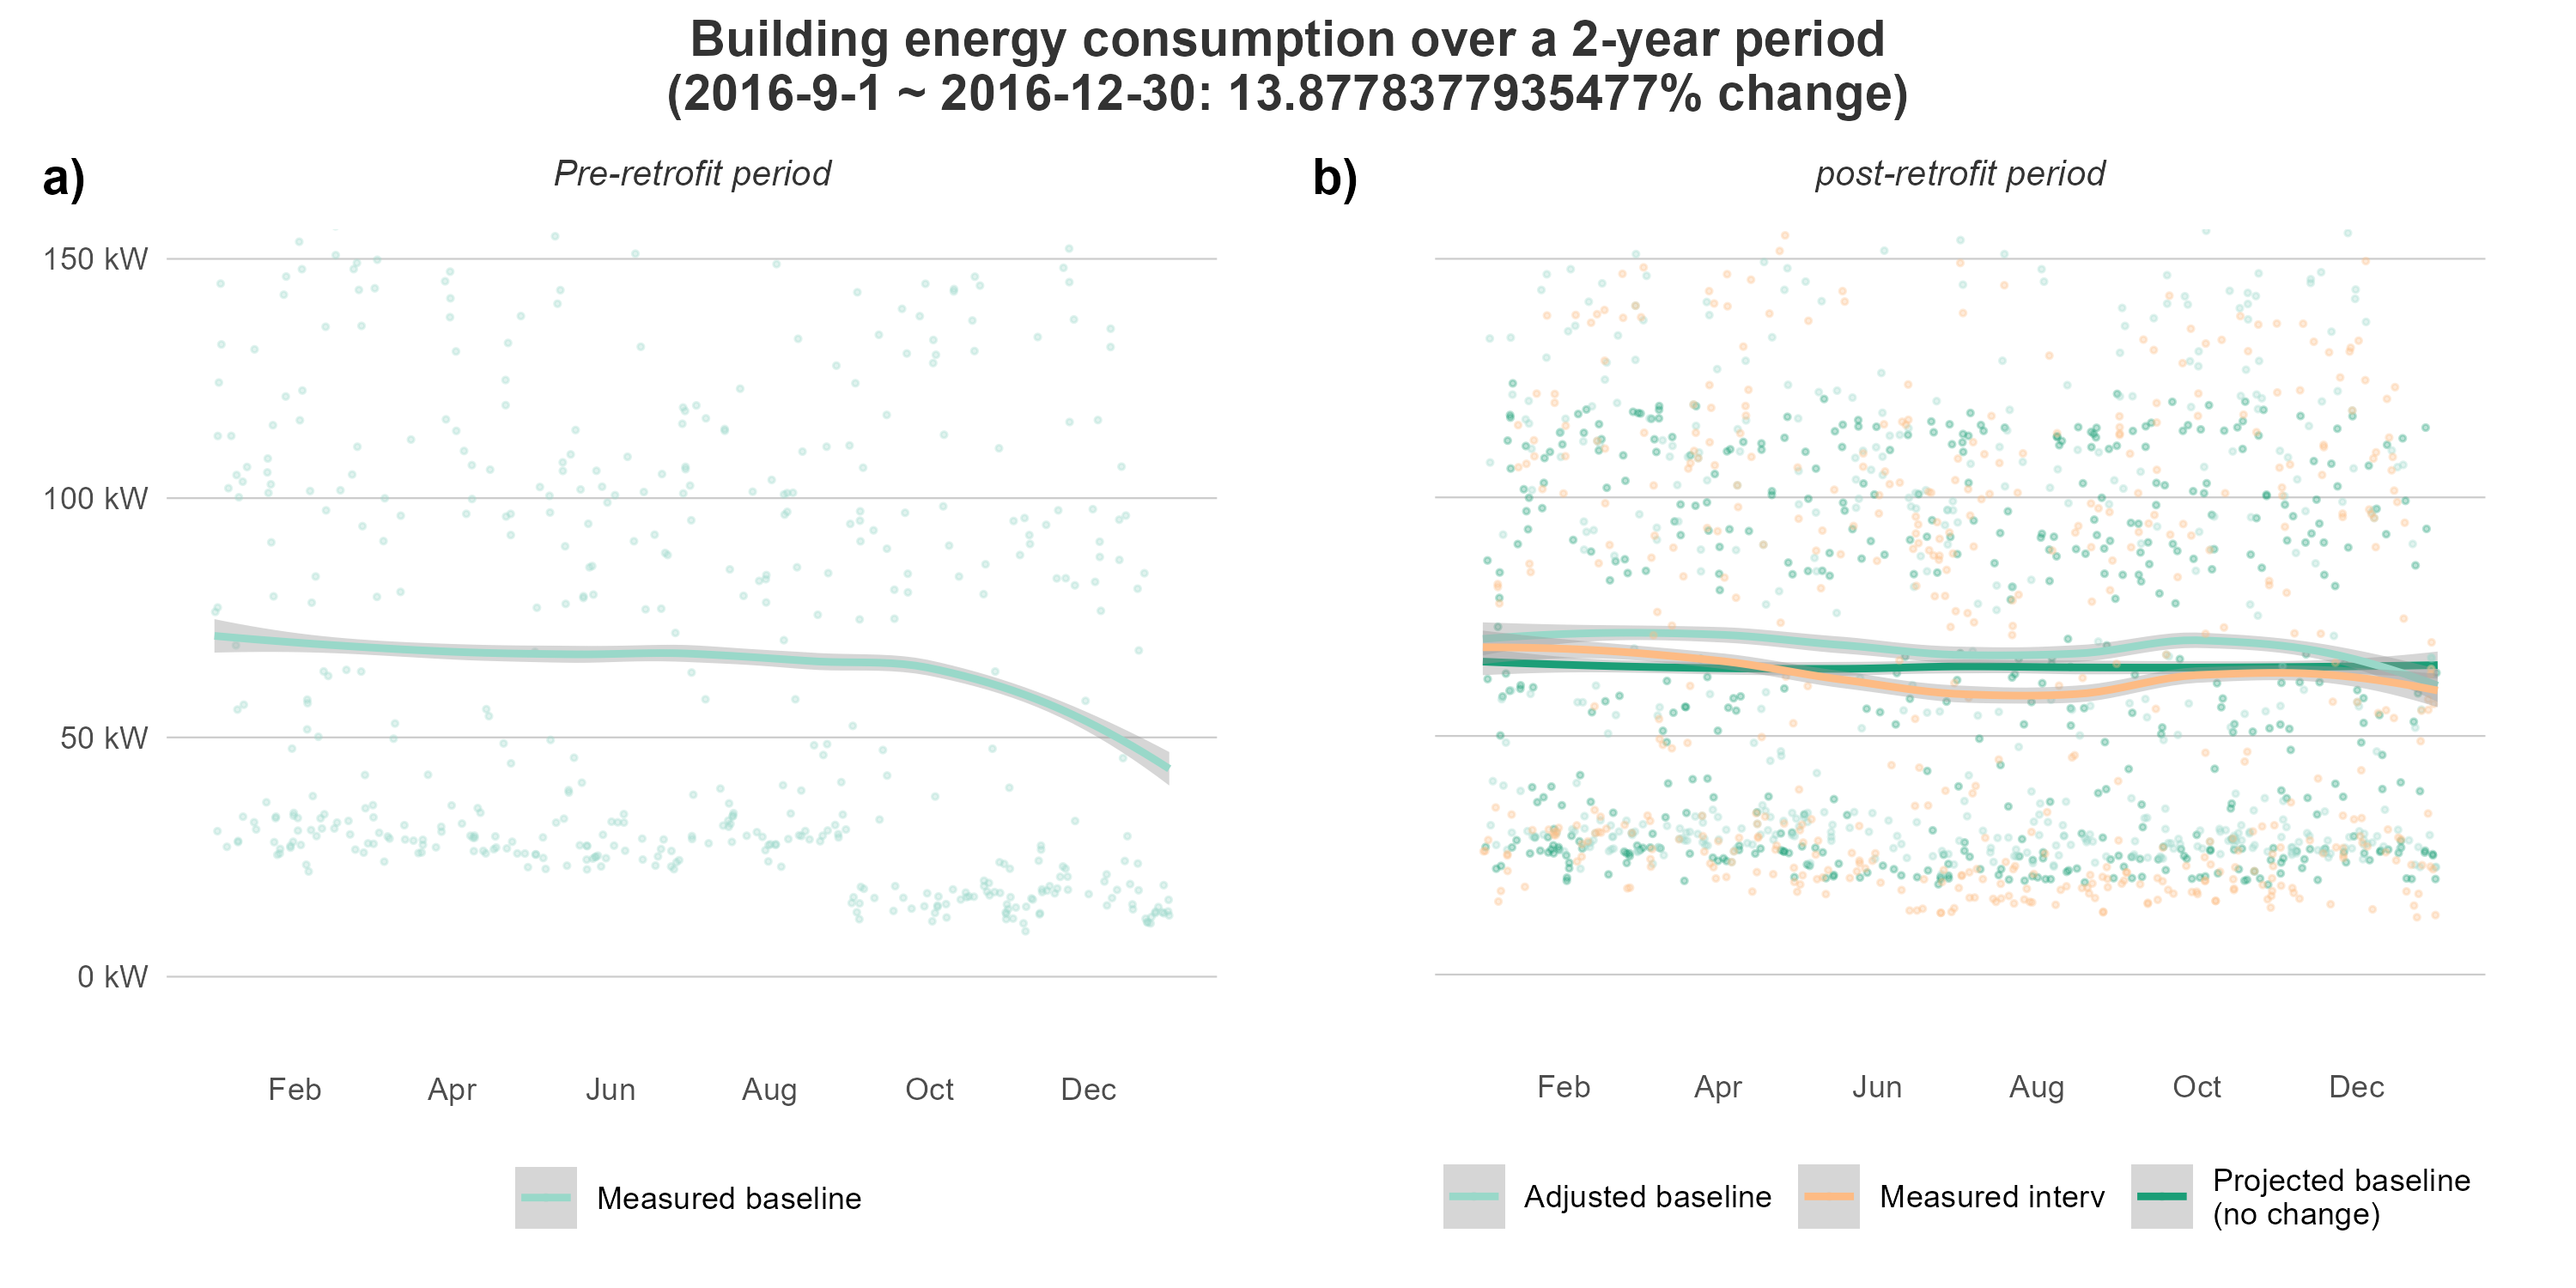 Building energy consumption over a 2-year period
(2016-9-1 ~ 2016-12-30: 13.8778377935477% change)
a)
Pre-retrofit period
150 kW
100 kW
50 kW
0 kW
Feb Apr Jun Aug Oct Dec
Measured baseline
b)
post-retrofit period
Feb Apr Jun Aug Oct Dec
Adjusted baseline
Measured interv
Projected baseline
(no change)